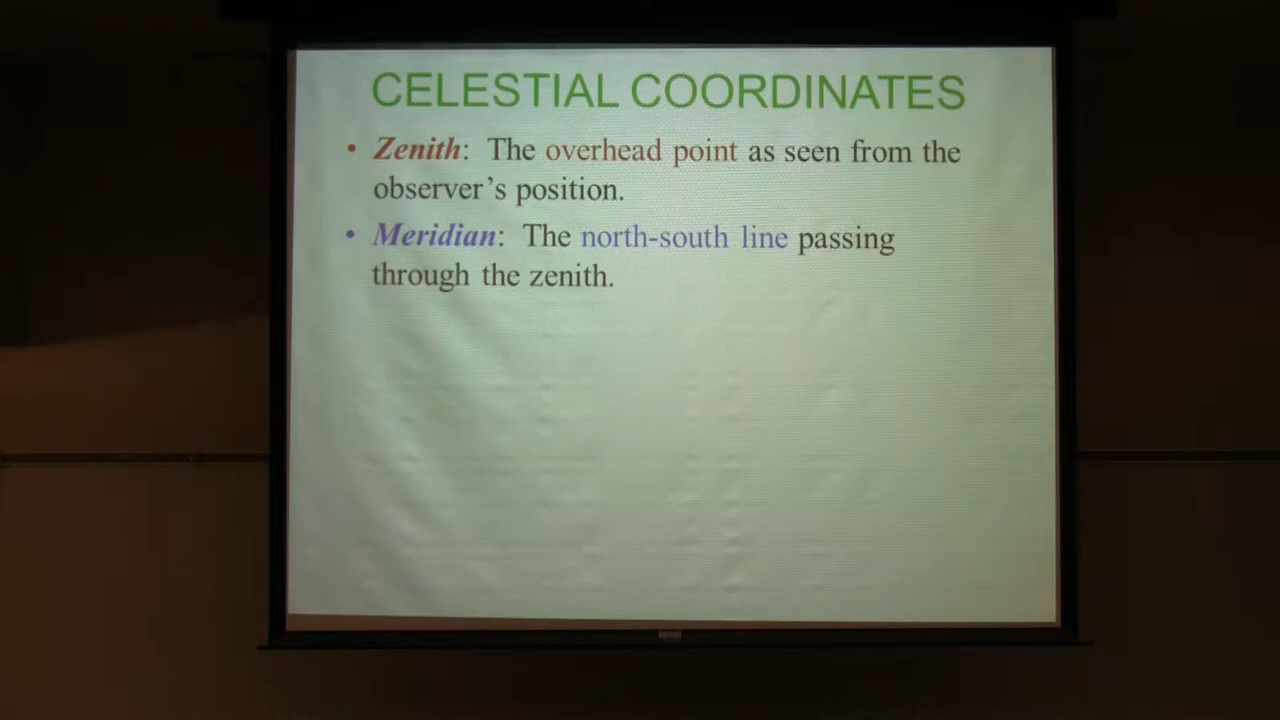 CELESTIAL COORDINATES
• Zenith: The overhead point as seen from the
observer's position.
• Meridian: The north-south line passing
through the zenith.